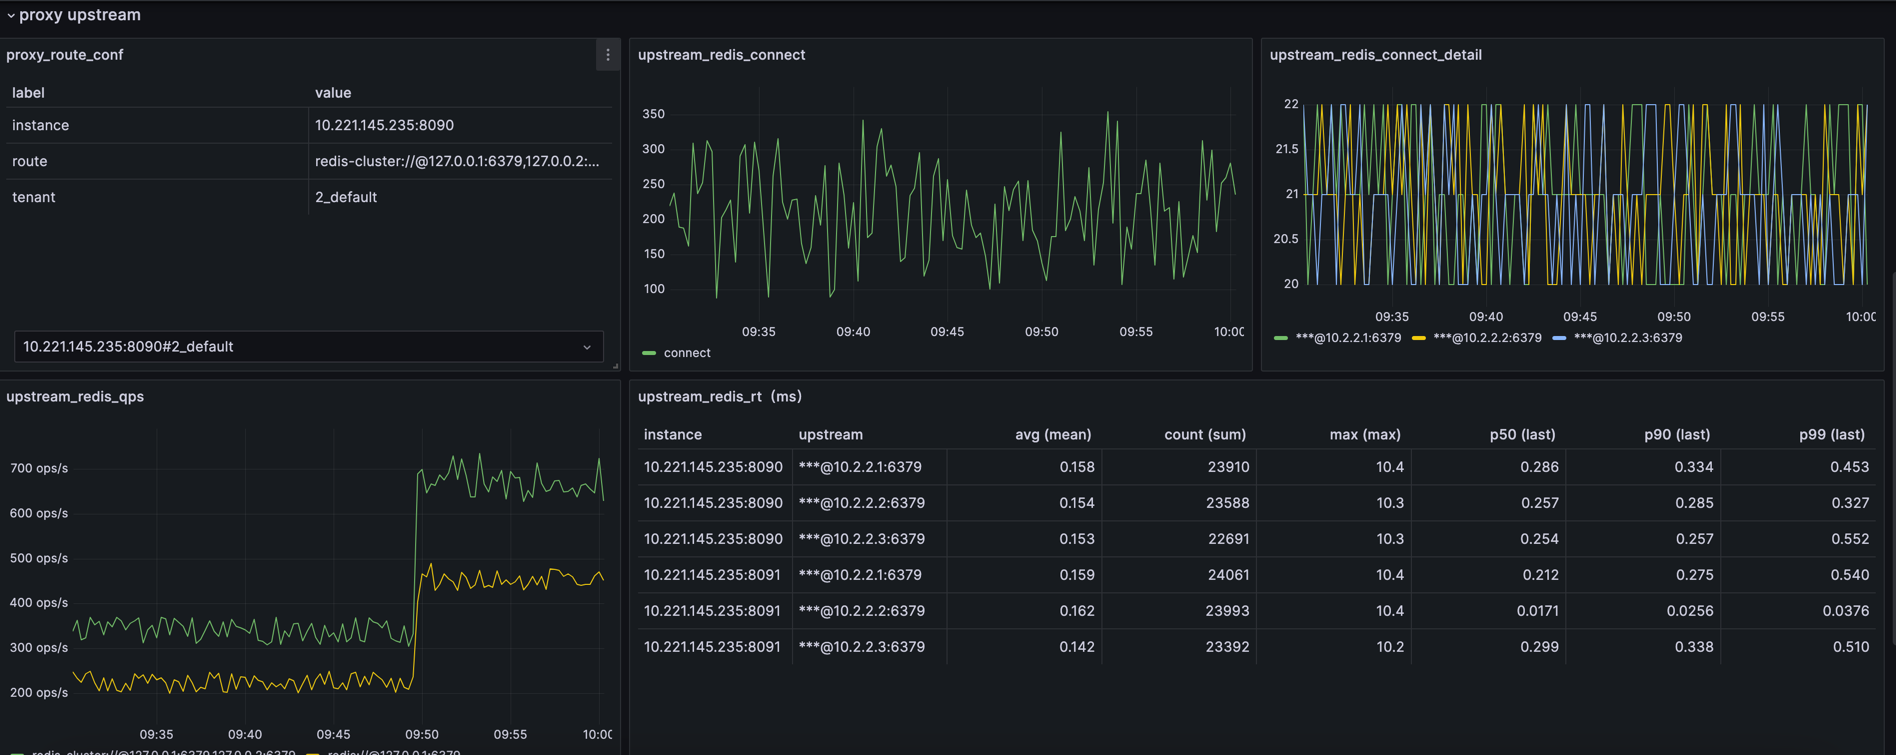 proxy upstream
proxy_route_conf
label value
instance 10.221.145.235:8090
route redis-cluster://@127.0.0.1:6379,127.0.0.2:...
tenant 2_default
10.221.145.235:8090#2_default
upstream_redis_connect
350
300
250
200
150
100
09:35 09:40 09:45 09:50 09:55 10:00
connect
upstream_redis_connect_detail
22
21.5
21
20.5
20
09:35 09:40 09:45 09:50 09:55 10:00
***@10.2.2.1:6379 ***@10.2.2.2:6379 ***@10.2.2.3:6379
upstream_redis_qps
700 ops/s
600 ops/s
500 ops/s
400 ops/s
300 ops/s
200 ops/s
09:35 09:40 09:45 09:50 09:55 10:00
redis-cluster://@127.0.0.1:6379,127.0.0.2:6379 redis://@127.0.0.1:6379
upstream_redis_rt (ms)
instance upstream avg (mean) count (sum) max (max) p50 (last) p90 (last) p99 (last)
10.221.145.235:8090 ***@10.2.2.1:6379 0.158 23910 10.4 0.286 0.334 0.453
10.221.145.235:8090 ***@10.2.2.2:6379 0.154 23588 10.3 0.257 0.285 0.327
10.221.145.235:8090 ***@10.2.2.3:6379 0.153 22691 10.3 0.254 0.257 0.552
10.221.145.235:8091 ***@10.2.2.1:6379 0.159 24061 10.4 0.212 0.275 0.540
10.221.145.235:8091 ***@10.2.2.2:6379 0.162 23993 10.4 0.0171 0.0256 0.0376
10.221.145.235:8091 ***@10.2.2.3:6379 0.142 23392 10.2 0.299 0.338 0.510